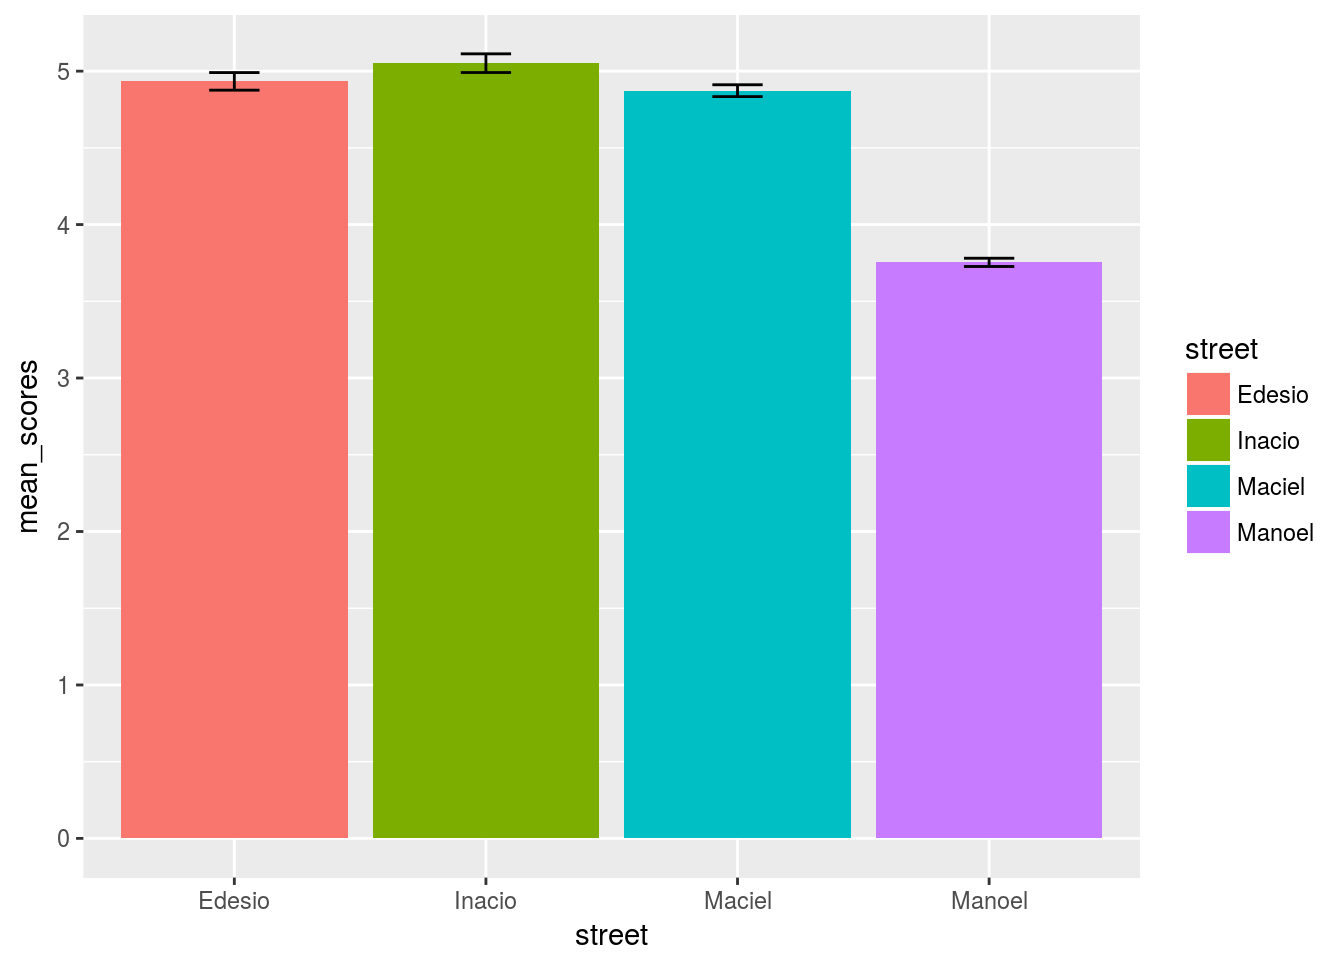 mean_scores
5
4
3
2
1
0
Edesio Inacio Maciel Manoel
street
street
Edesio
Inacio
Maciel
Manoel